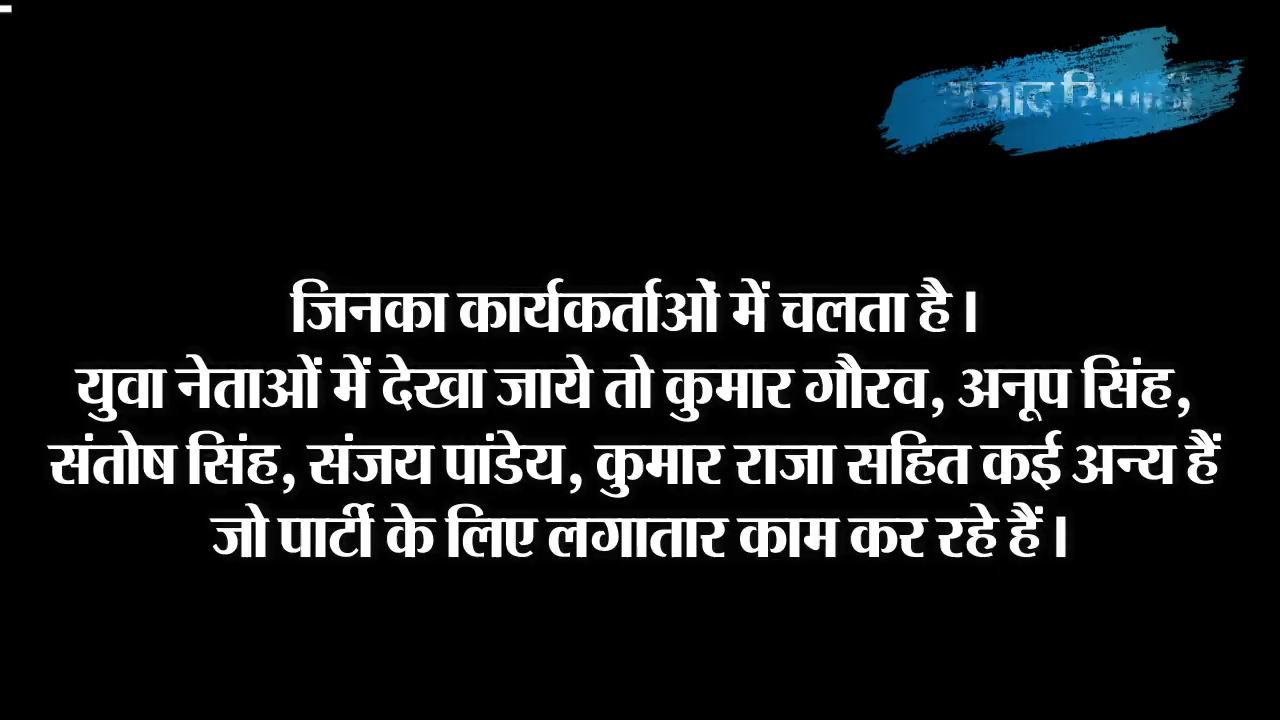 जिनका कार्यकर्ताओं में चलता है।
युवा नेताओं में देखा जाये तो कुमार गौरव, अनूप सिंह,
संतोष सिंह, संजय पांडेय, कुमार राजा सहित कई अन्य हैं
जो पार्टी के लिए लगातार काम कर रहे हैं।